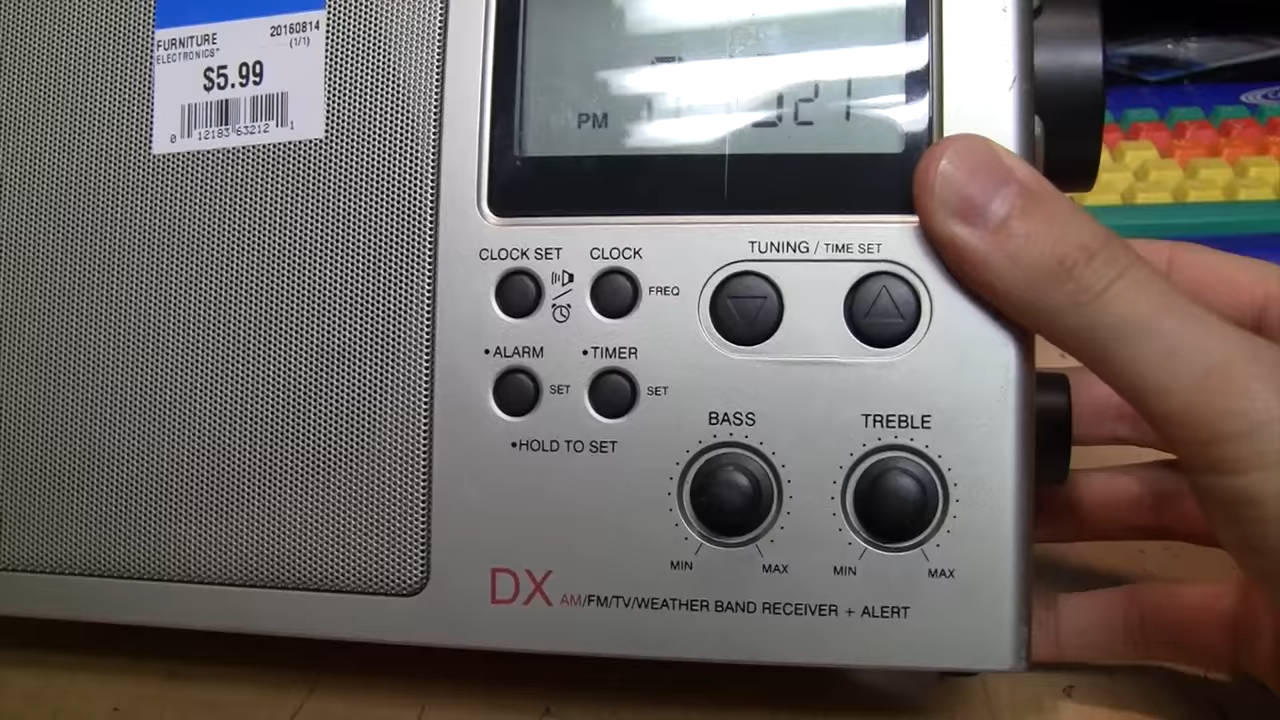 FURNITURE 20160814
ELECTRONICS" (1/1)
$5.99
0 12183 63212 1
PM
CLOCK SET CLOCK TUNING / TIME SET
FREQ
•ALARM •TIMER
SET SET
BASS TREBLE
•HOLD TO SET
MIN MAX MIN MAX
DX AM/FM/TV/WEATHER BAND RECEIVER + ALERT